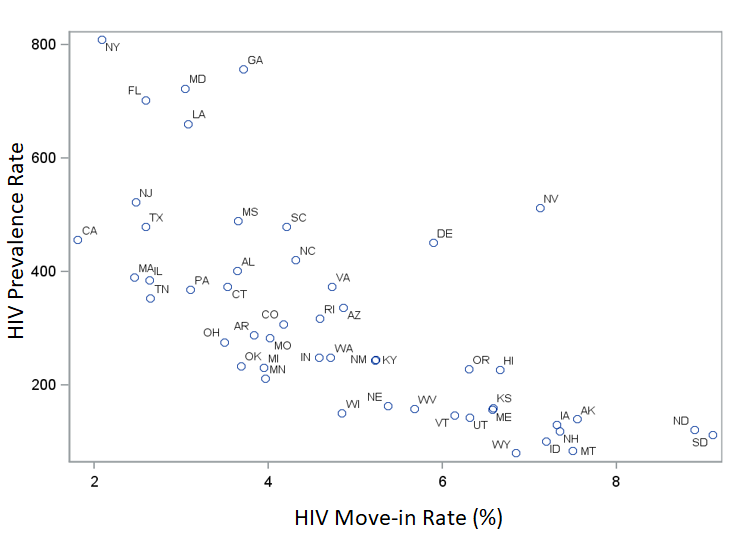 800
600
400
200
HIV Prevalence Rate
NY
GA
MD
FL
LA
NJ
TX
MS
SC
NV
CA
DE
NC
MA
IL
AL
PA
VA
TN
CT
RI
AZ
CO
AR
OH
MO
IN
WA
NM
KY
OK
MI
MN
OR
HI
WI
NE
WV
KS
ME
VT
UT
IA
AK
NH
ND
SD
WY
ID
MT
2
4
6
8
HIV Move-in Rate (%)